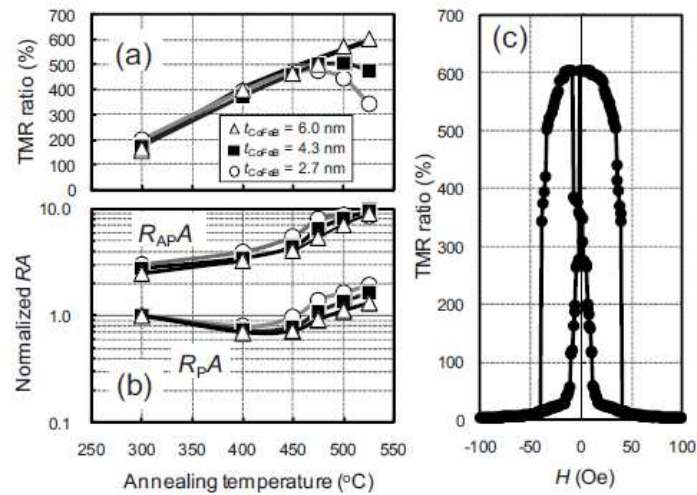 (a)
TMR ratio (%)
700
600
500
400
300
200
100
0
△ tCoFeB = 6.0 nm
■ tCoFeB = 4.3 nm
○ tCoFeB = 2.7 nm
(b)
Normalized RA
10.0
1.0
0.1
RAPA
RPA
250 300 350 400 450 500 550
Annealing temperature (°C)
(c)
TMR ratio (%)
700
600
500
400
300
200
100
0
-100 -50 0 50 100
H (Oe)